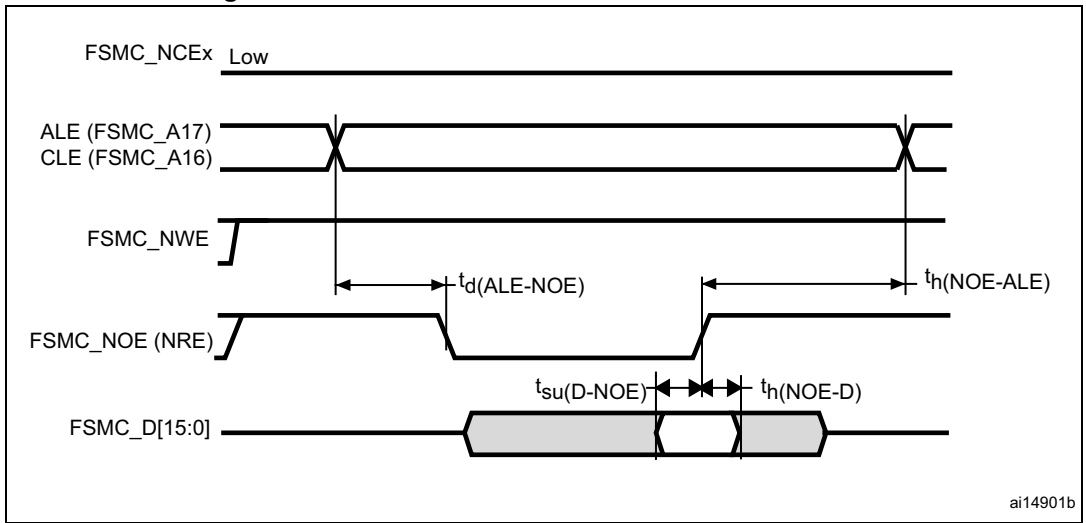 FSMC_NCEx Low
ALE (FSMC_A17)
CLE (FSMC_A16)
FSMC_NWE
td(ALE-NOE)
th(NOE-ALE)
FSMC_NOE (NRE)
tsu(D-NOE)
th(NOE-D)
FSMC_D[15:0]
ai14901b